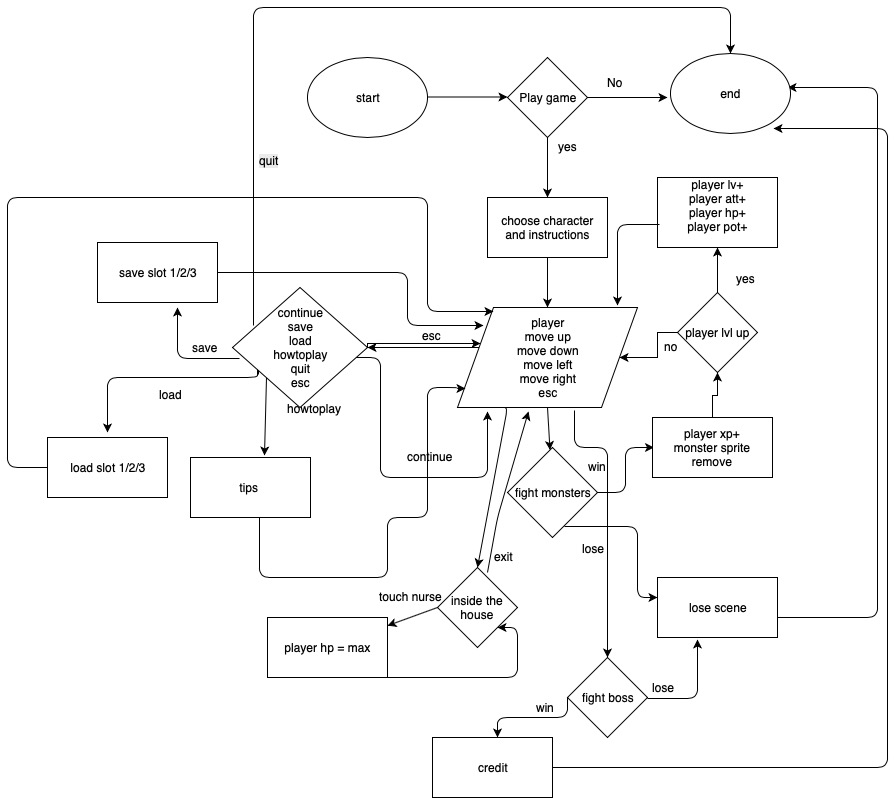 start
Play game
No
end
yes
quit
choose character
and instructions
player lv+
player att+
player hp+
player pot+
save slot 1/2/3
yes
continue
save
load
howtoplay
quit
esc
esc
player
move up
move down
move left
move right
esc
player lvl up
no
save
load
howtoplay
continue
load slot 1/2/3
tips
player xp+
monster sprite
remove
win
fight monsters
lose
exit
touch nurse
inside the
house
player hp = max
lose scene
fight boss
lose
win
credit